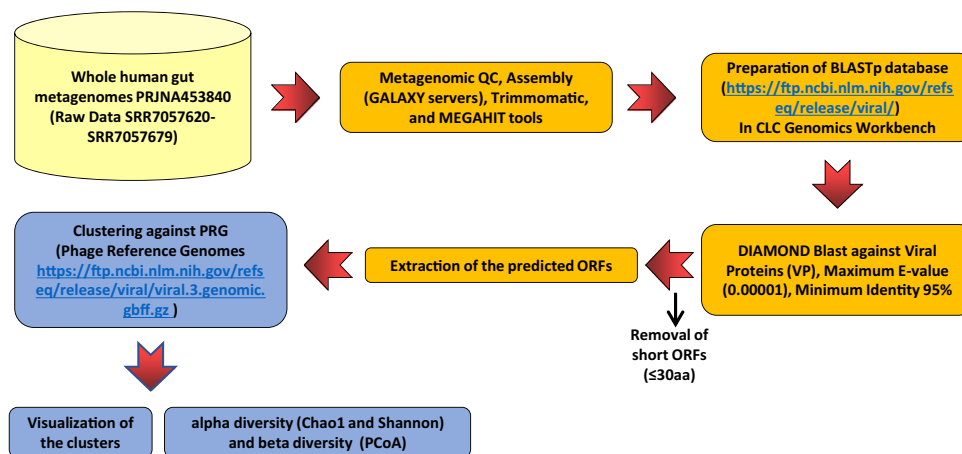 Whole human gut
metagenomes PRJNA453840
(Raw Data SRR7057620-
SRR7057679)
Metagenomic QC, Assembly
(GALAXY servers), Trimmomatic,
and MEGAHIT tools
Preparation of BLASTp database
(https://ftp.ncbi.nlm.nih.gov/refs
eq/release/viral/)
In CLC Genomics Workbench
DIAMOND Blast against Viral
Proteins (VP), Maximum E-value
(0.00001), Minimum Identity 95%
Removal of
short ORFs
(≤30aa)
Extraction of the predicted ORFs
Clustering against PRG
(Phage Reference Genomes
https://ftp.ncbi.nlm.nih.gov/refs
eq/release/viral/viral.3.genomic.
gbff.gz )
Visualization of
the clusters
alpha diversity (Chao1 and Shannon)
and beta diversity (PCoA)